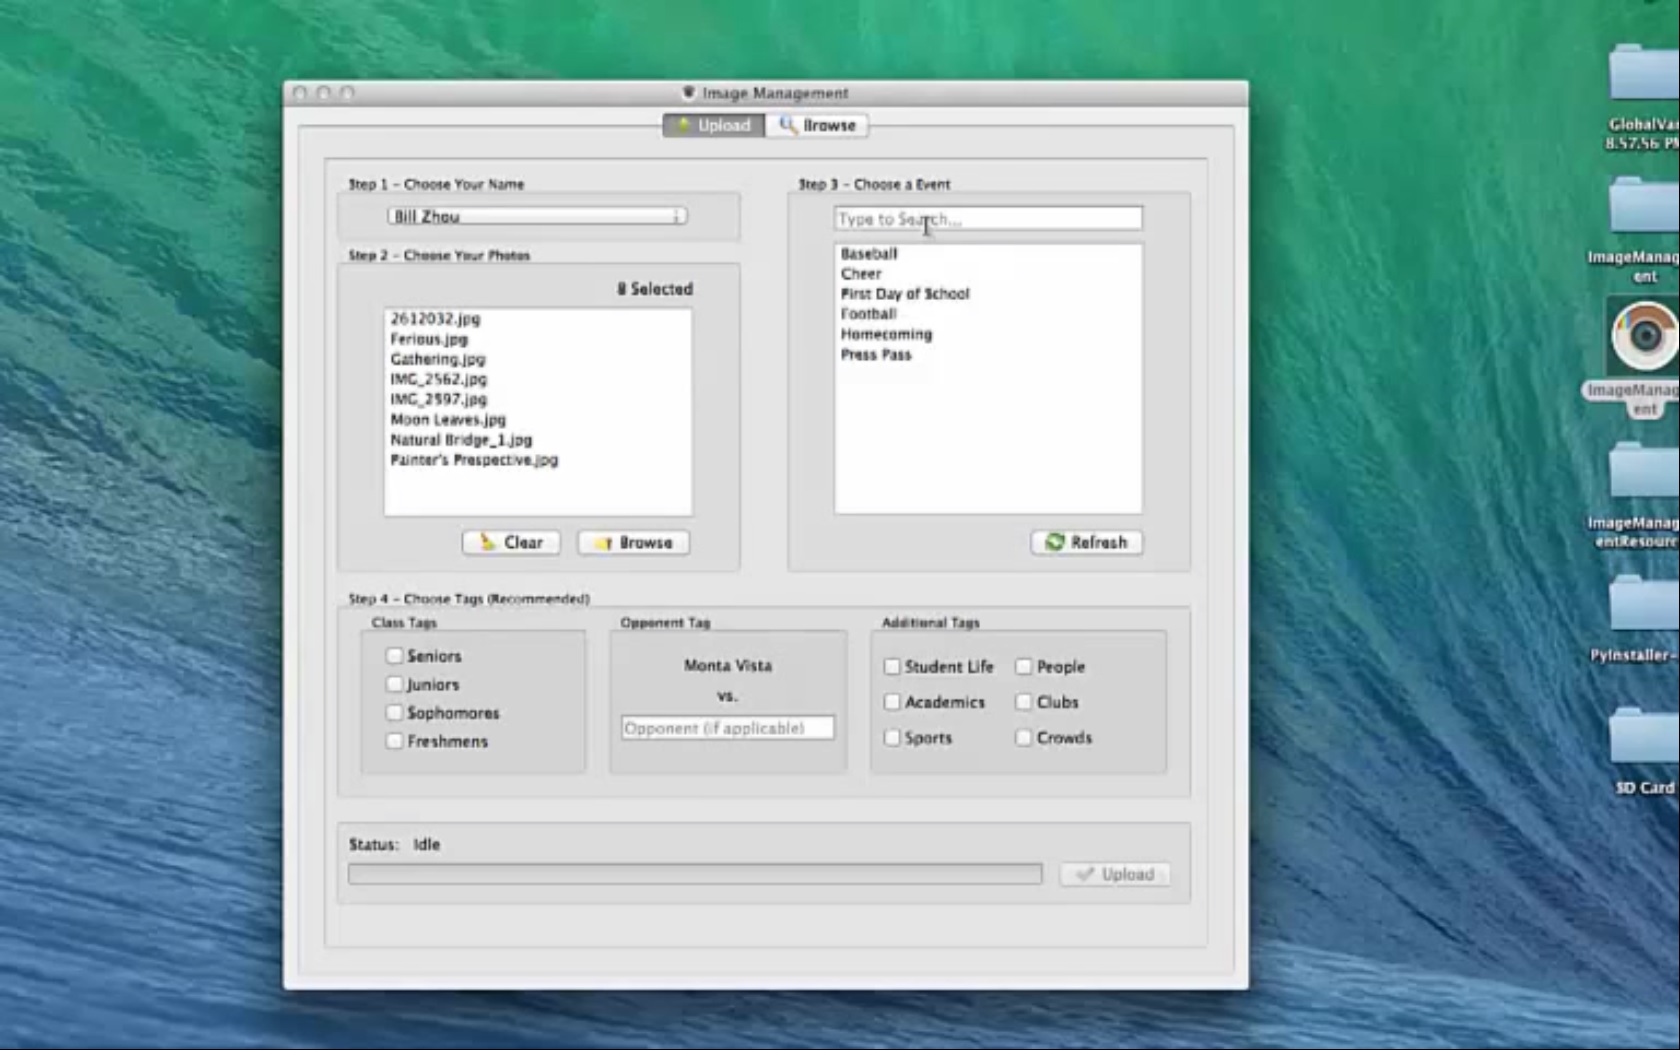 Image Management
Upload
Browse
Step 1 - Choose Your Name
Bill Zhou
Step 2 - Choose Your Photos
8 Selected
2612032.jpg
Ferious.jpg
Gathering.jpg
IMG_2562.jpg
IMG_2597.jpg
Moon Leaves.jpg
Natural Bridge_1.jpg
Painter's Prespective.jpg
Clear
Browse
Step 3 - Choose a Event
Type to Search...
Baseball
Cheer
First Day of School
Football
Homecoming
Press Pass
Refresh
Step 4 - Choose Tags (Recommended)
Class Tags
Seniors
Juniors
Sophomores
Freshmens
Opponent Tag
Monta Vista
vs.
Opponent (if applicable)
Additional Tags
Student Life
People
Academics
Clubs
Sports
Crowds
Status: Idle
Upload
GlobalVa
8.57.56 PM
ImageManag
ent
ImageManag
ent
ImageManag
entResourc
PyInstaller-
SD Card